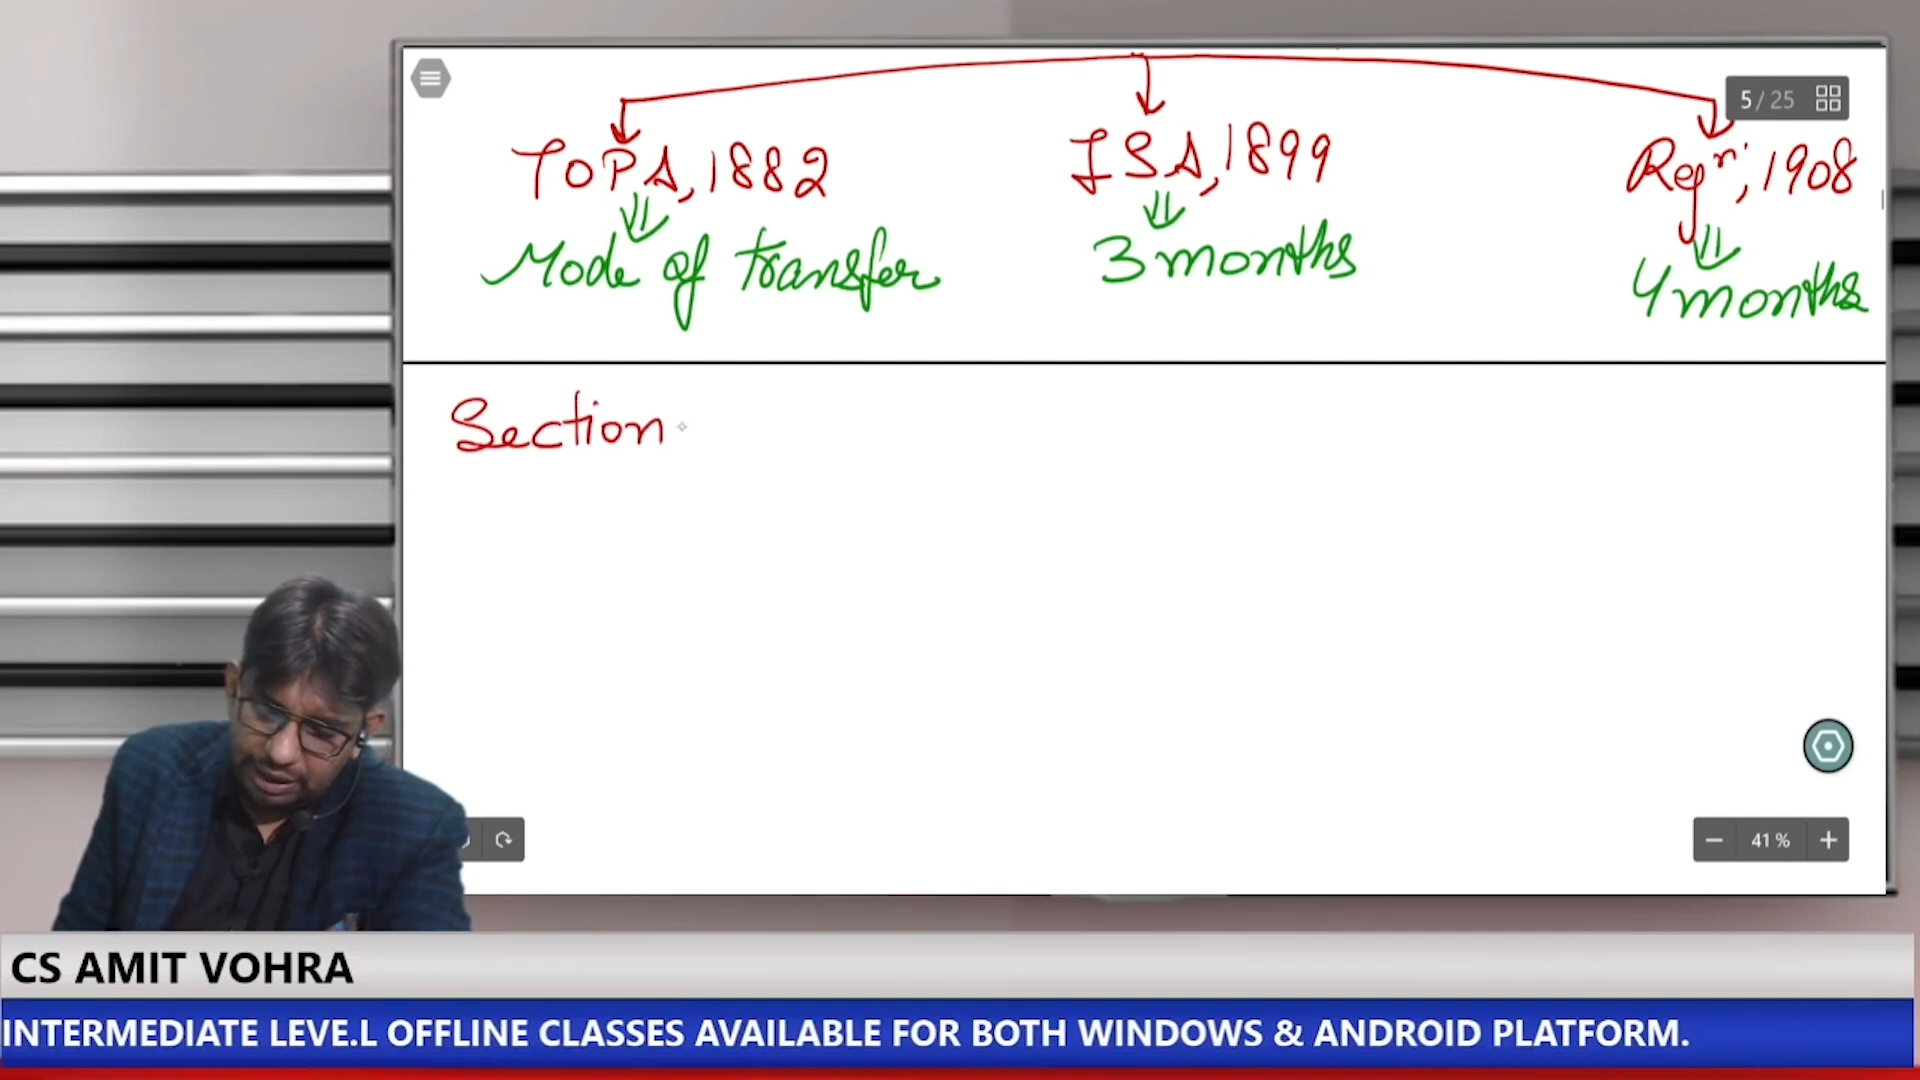 5 / 25
TOPA, 1882
ISA, 1899
Regn., 1908
Mode of transfer
3 months
4 months
Section
41 %
CS AMIT VOHRA
INTERMEDIATE LEVE.L OFFLINE CLASSES AVAILABLE FOR BOTH WINDOWS & ANDROID PLATFORM.